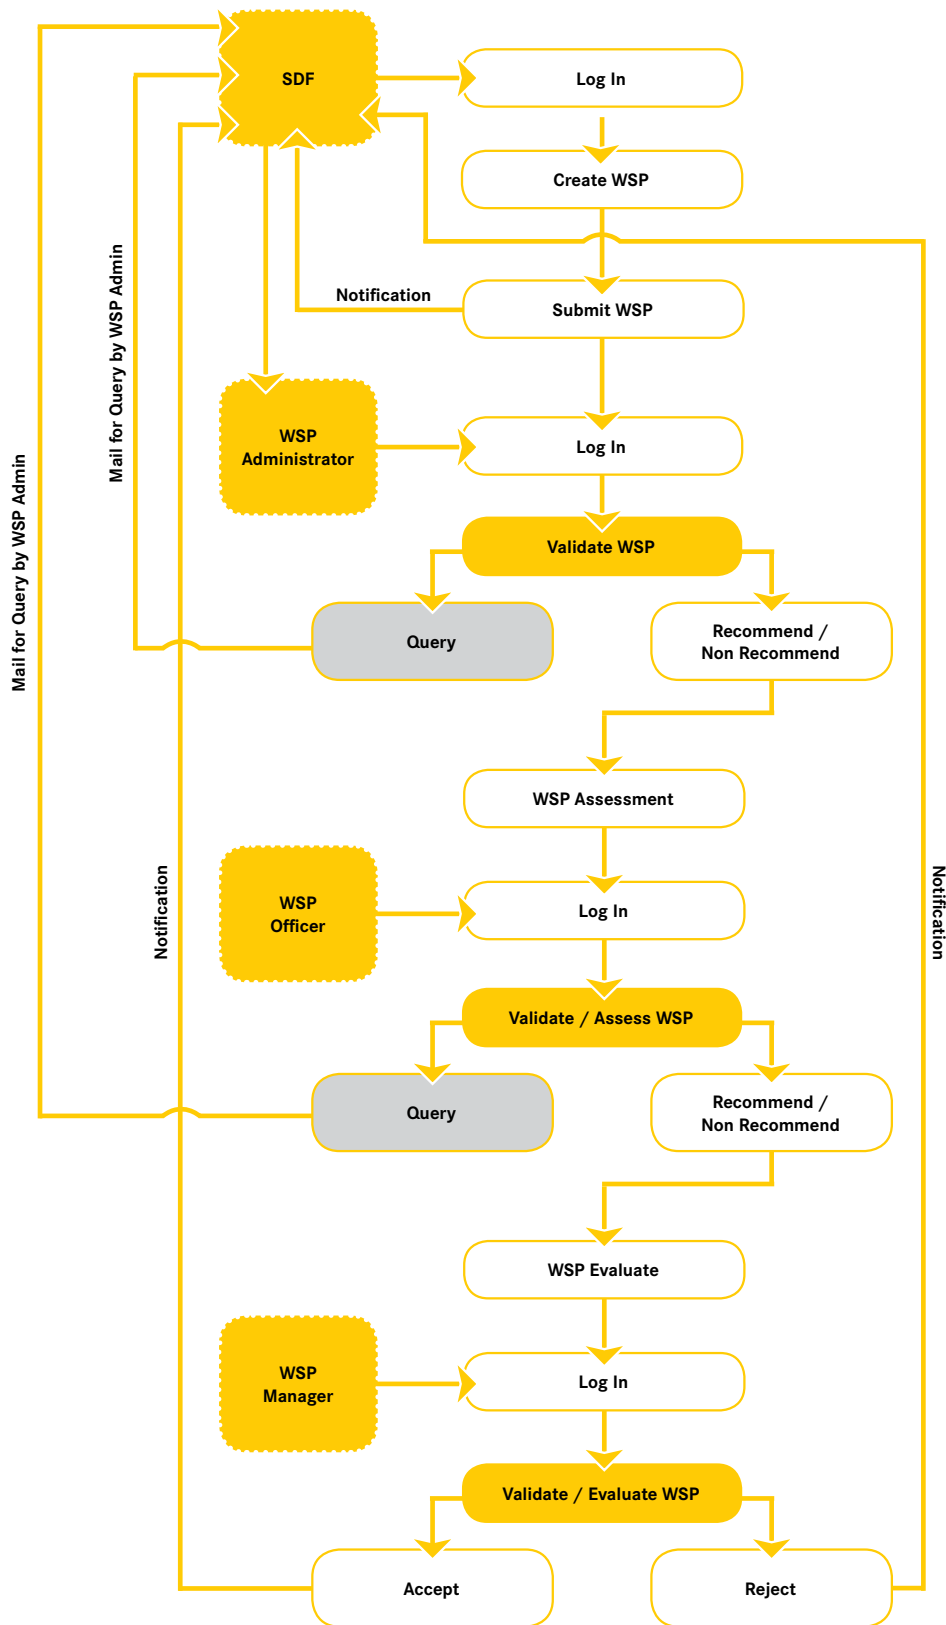 SDF
Log In
Create WSP
Notification
Submit WSP
Mail for Query by WSP Admin
WSP
Administrator
Log In
Mail for Query by WSP Admin
Validate WSP
Query
Recommend /
Non Recommend
WSP Assessment
Notification
WSP
Officer
Log In
Notification
Validate / Assess WSP
Query
Recommend /
Non Recommend
WSP Evaluate
WSP
Manager
Log In
Validate / Evaluate WSP
Accept
Reject